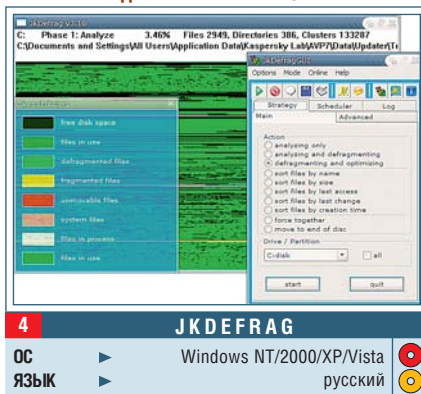 JkDefrag v3.16
C: Phase 1: Analyze 3.46% Files 2949, Directories 386, Clusters 133287
C:\Documents and Settings\All Users\Application Data\Kaspersky Lab\AVP7\Data\Updater\Te
JkDefragGUI
Options Mode Online Help
Strategy Scheduler Log
Main Advanced
Action
analyzing only
analyzing and defragmenting
defragmenting and optimizing
sort files by name
sort files by size
sort files by last access
sort files by last change
sort files by creation time
force together
move to end of disc
Drive / Partition
C:disk all
start quit
free disk space
files in use
defragmented files
fragmented files
unmovable files
system files
files in process
files in use
4 JKDEFRAG
ОС Windows NT/2000/XP/Vista
ЯЗЫК русский